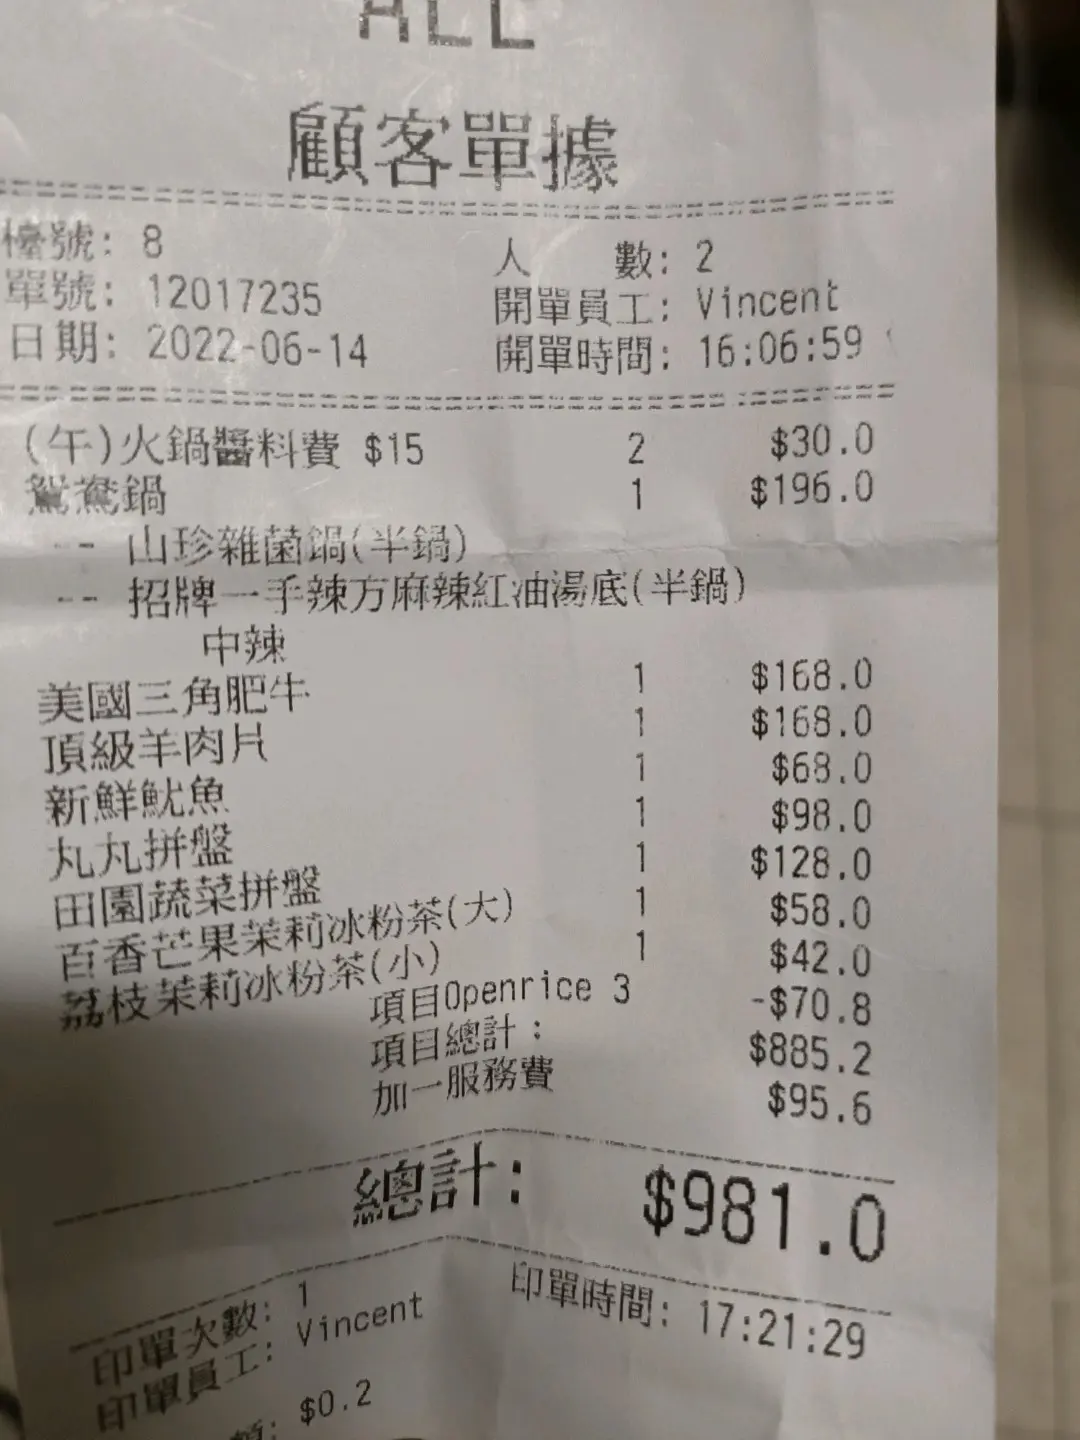 ALL
顧客單據
檯號: 8 人 數: 2
單號: 12017235 開單員工: Vincent
日期: 2022-06-14 開單時間: 16:06:59
(午)火鍋醬料費 $15 2 $30.0
鴛鴦鍋 1 $196.0
-- 山珍雜菌鍋(半鍋)
-- 招牌一手辣方麻辣紅油湯底(半鍋)
中辣
美國三角肥牛 1 $168.0
頂級羊肉片 1 $168.0
新鮮魷魚 1 $68.0
丸丸拼盤 1 $98.0
田園蔬菜拼盤 1 $128.0
百香芒果茉莉冰粉茶(大) 1 $58.0
荔枝茉莉冰粉茶(小) 1 $42.0
項目Openrice 3 -$70.8
項目總計: $885.2
加一服務費 $95.6
總計: $981.0
印單次數: 1 印單時間: 17:21:29
印單員工: Vincent
額: $0.2